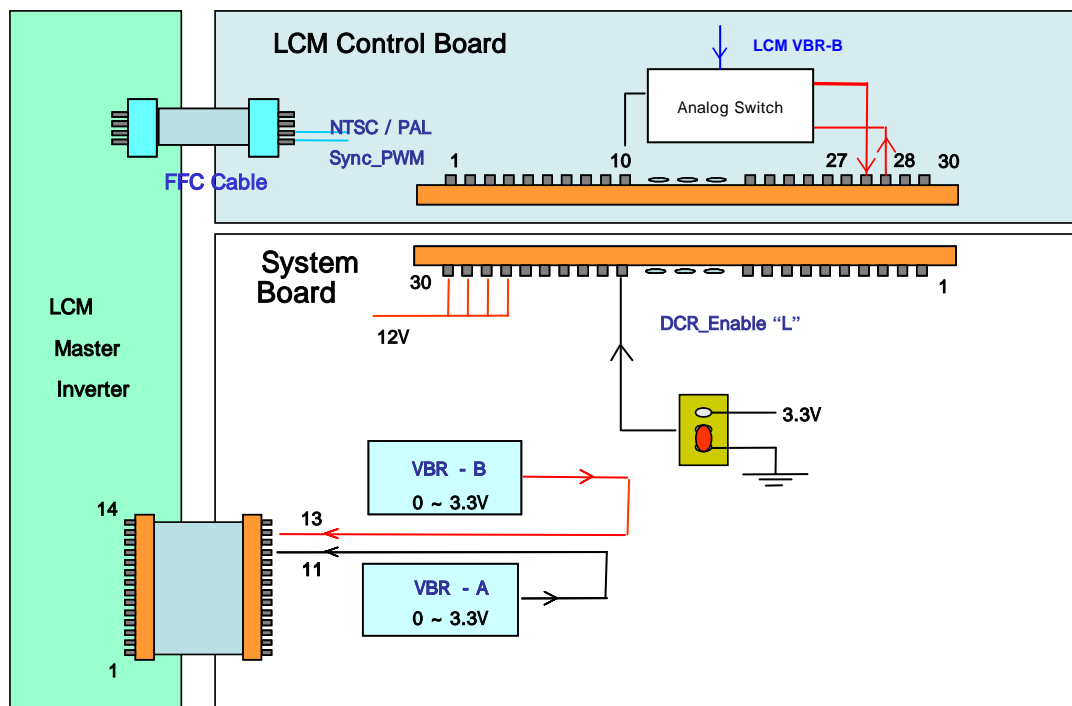 LCM Control Board
LCM VBR-B
Analog Switch
NTSC / PAL
Sync_PWM
FFC Cable
1
10
27
28
30
System
Board
30
1
12V
DCR_Enable “L”
3.3V
LCM
Master
Inverter
VBR - B
0 ~ 3.3V
14
13
11
VBR - A
0 ~ 3.3V
1